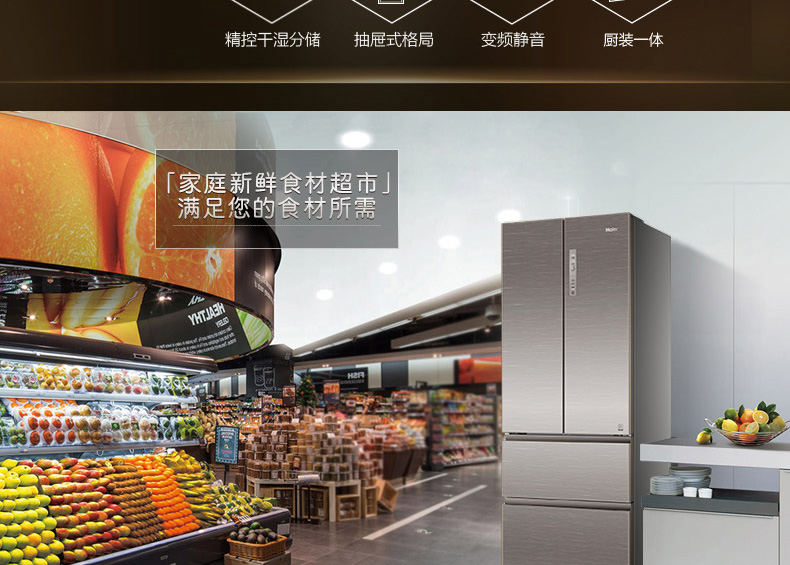 精控干湿分储 抽屉式格局 变频静音 厨装一体
「家庭新鲜食材超市」
满足您的食材所需
Haier
HEALTHY
FISH